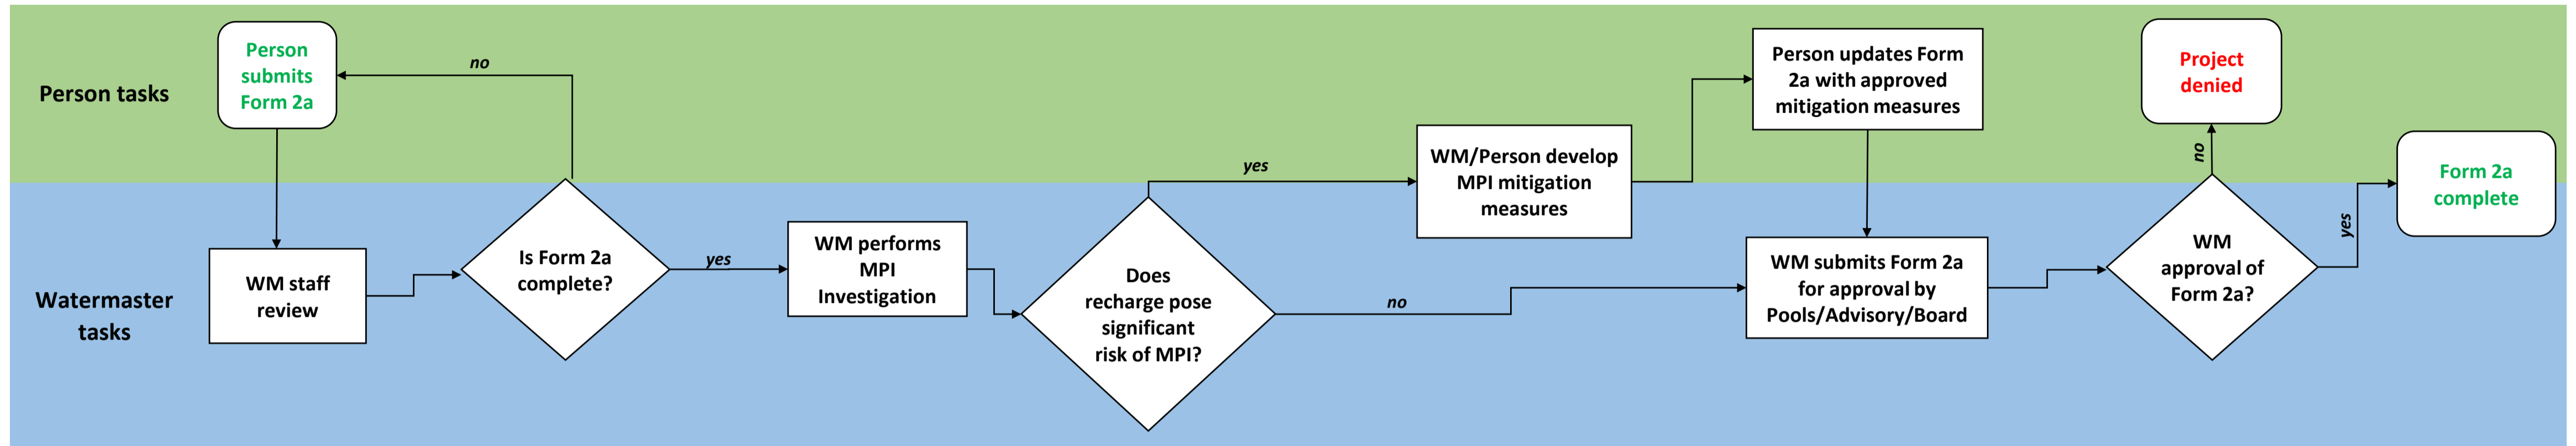 Person tasks
Person
submits
Form 2a
no
WM staff
review
Is Form 2a
complete?
yes
WM performs
MPI
Investigation
Does
recharge pose
significant
risk of MPI?
yes
WM/Person develop
MPI mitigation
measures
Person updates Form
2a with approved
mitigation measures
no
WM submits Form 2a
for approval by
Pools/Advisory/Board
WM
approval of
Form 2a?
no
Project
denied
yes
Form 2a
complete
Watermaster
tasks